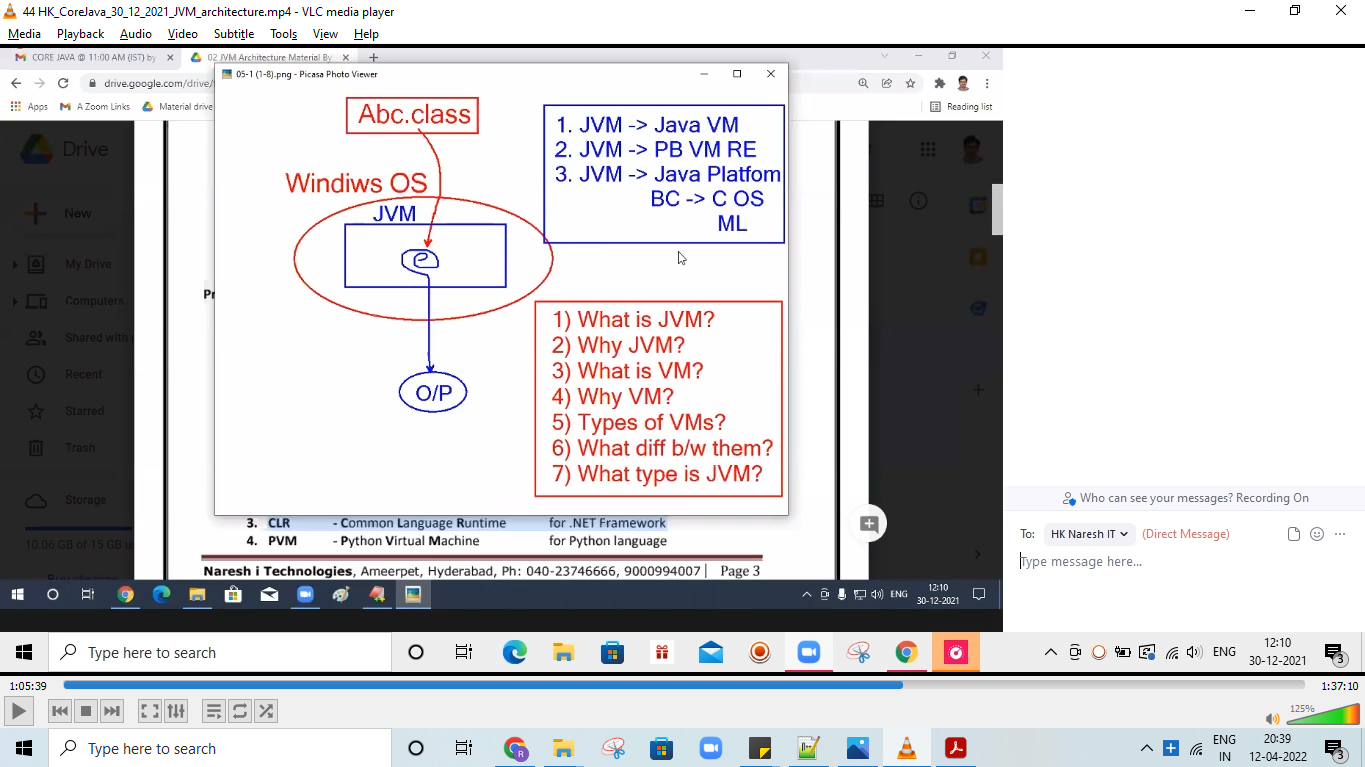 44 HK_CoreJava_30_12_2021_JVM_architecture.mp4 - VLC media player
Media Playback Audio Video Subtitle Tools View Help
CORE JAVA @ 11:00 AM (IST) by
02 JVM Architecture Material By
drive.google.com/drive/
Apps A Zoom Links Material drive
Reading list
05-1 (1-8).png - Picasa Photo Viewer
Drive
New
My Drive
Computers
Shared with
Recent
Starred
Trash
Storage
10.06 GB of 15 GB u
Pr
Abc.class
Windiws OS
JVM
O/P
1. JVM -> Java VM
2. JVM -> PB VM RE
3. JVM -> Java Platfom
BC -> C OS
ML
1) What is JVM?
2) Why JVM?
3) What is VM?
4) Why VM?
5) Types of VMs?
6) What diff b/w them?
7) What type is JVM?
3. CLR - Common Language Runtime for .NET Framework
4. PVM - Python Virtual Machine for Python language
Naresh i Technologies, Ameerpet, Hyderabad, Ph: 040-23746666, 9000994007| Page 3
ENG
12:10
30-12-2021
Who can see your messages? Recording On
To: HK Naresh IT (Direct Message)
Type message here...
Type here to search
ENG
12:10
30-12-2021
3
1:05:39
1:37:10
125%
Type here to search
R
ENG
IN
20:39
12-04-2022
3